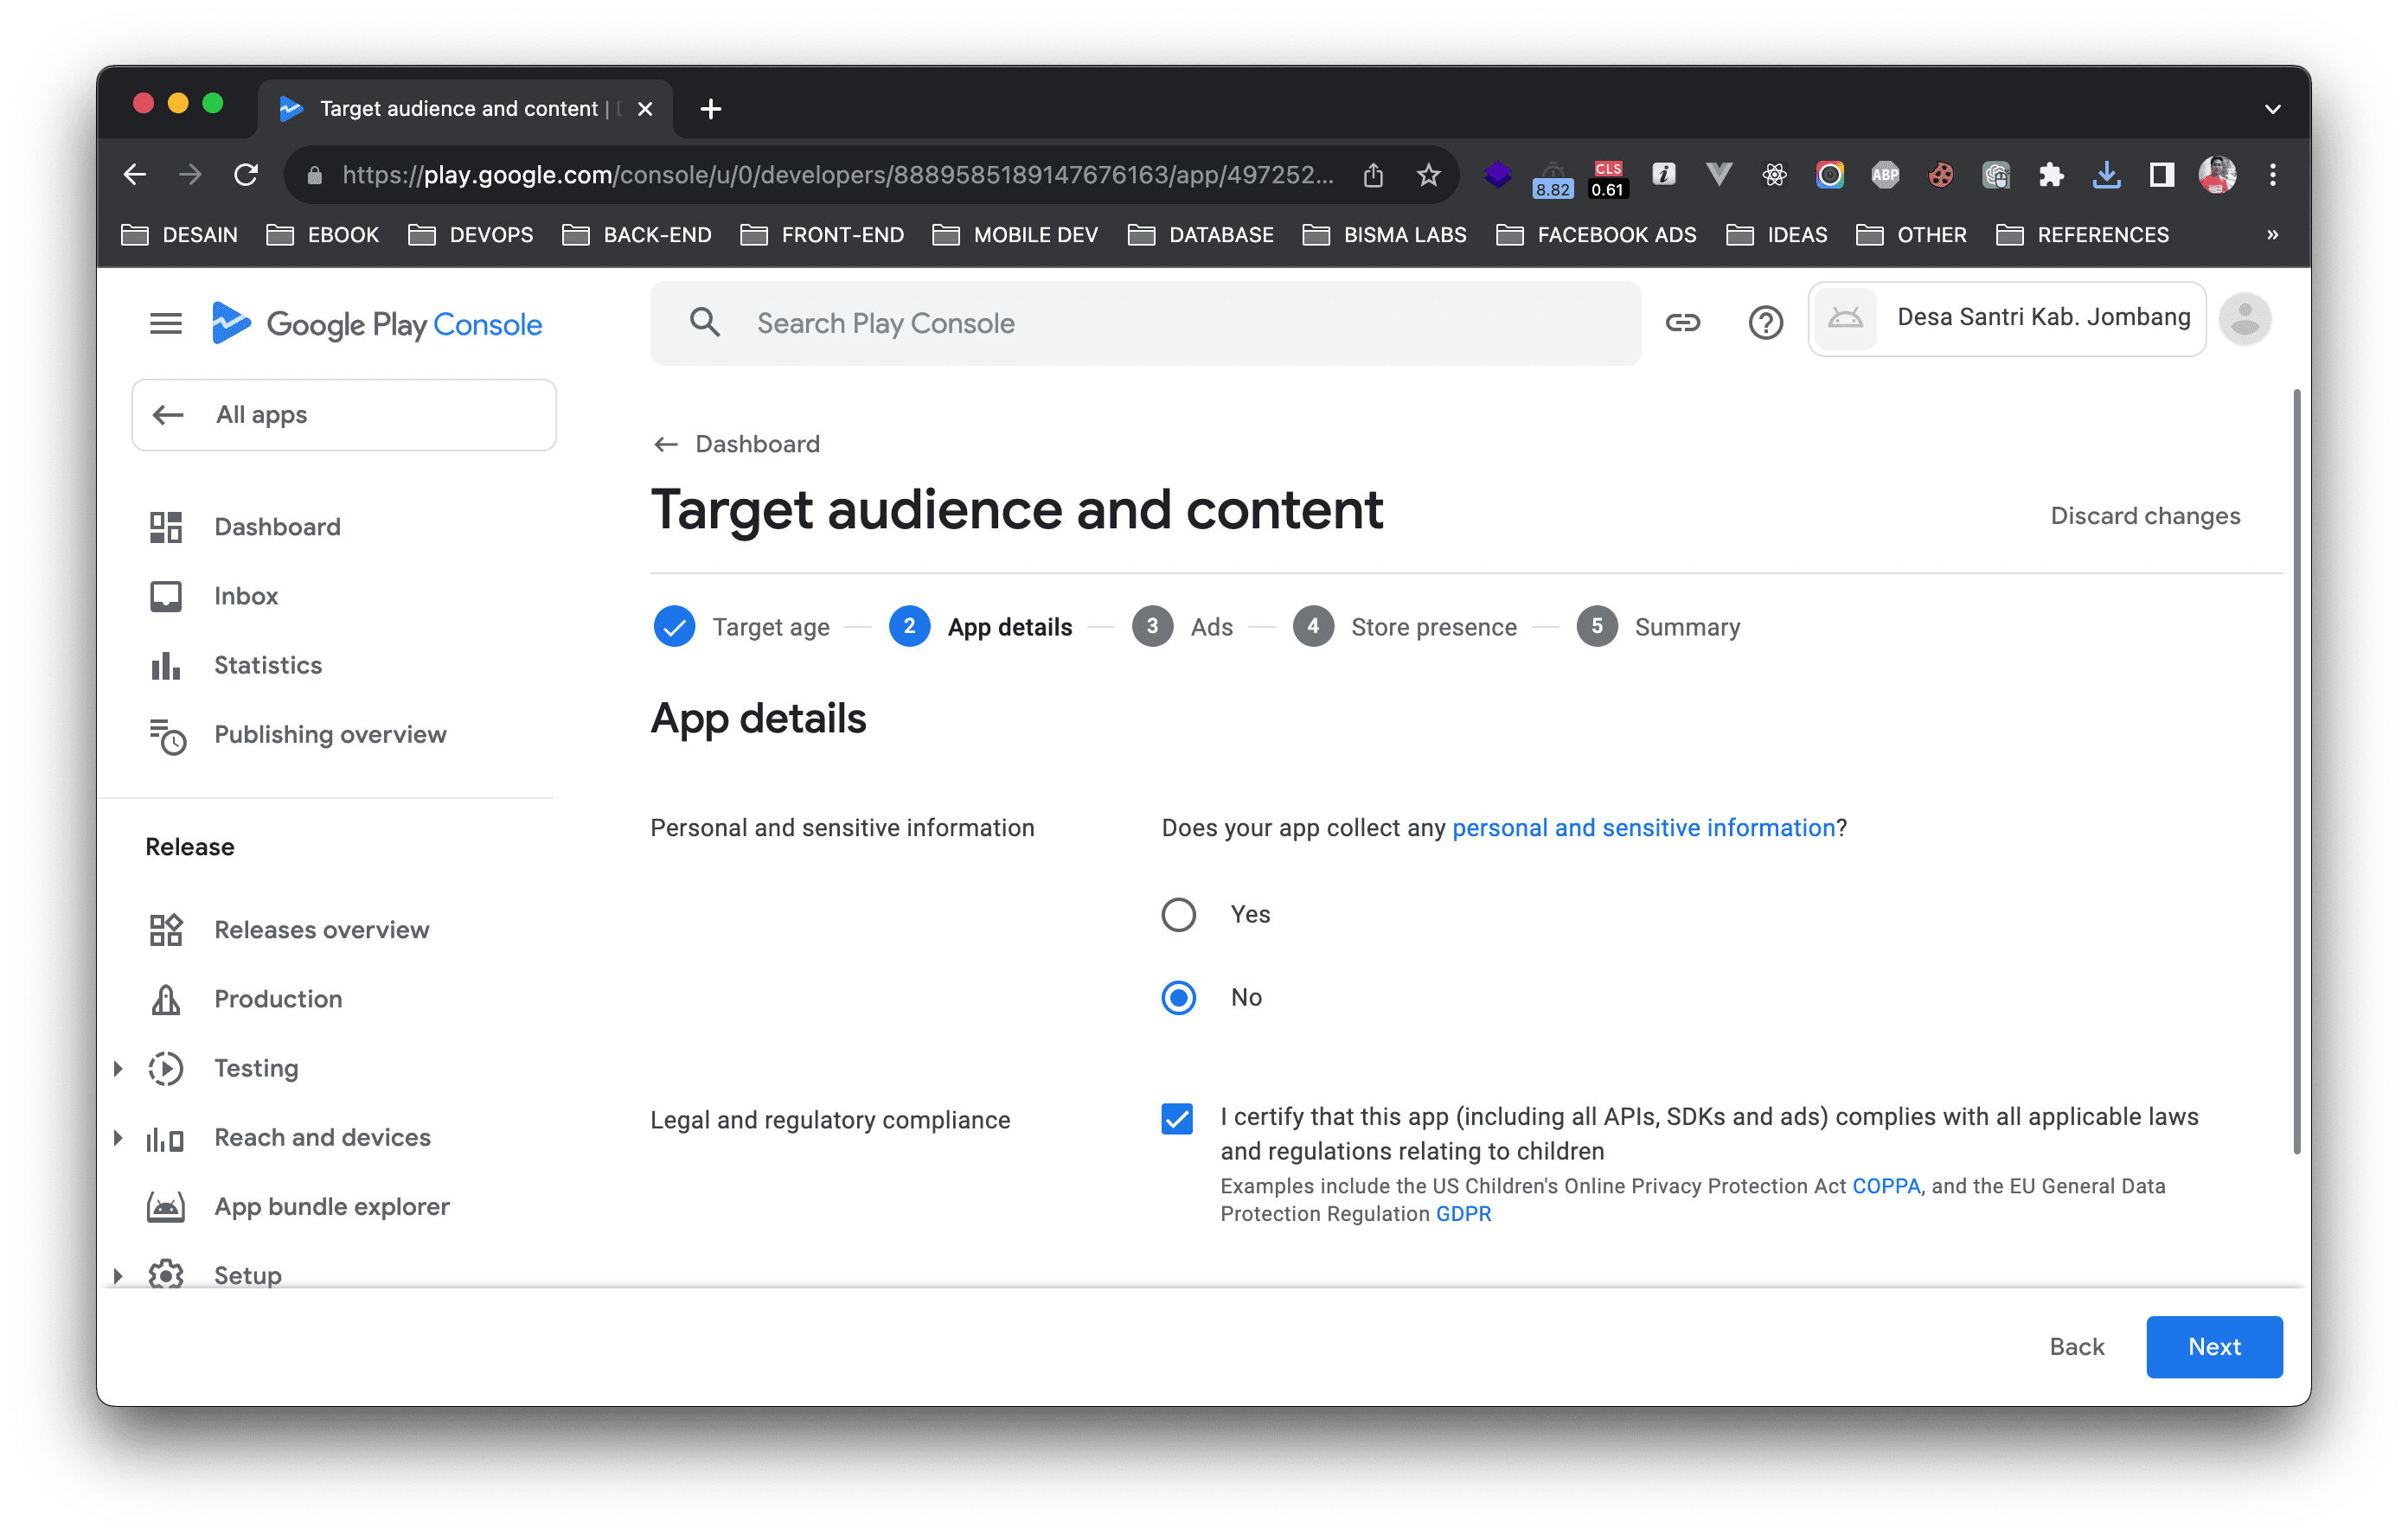 Target audience and content |
https://play.google.com/console/u/0/developers/8889585189147676163/app/497252...
8.82
CLS
0.61
ABP
DESAIN
EBOOK
DEVOPS
BACK-END
FRONT-END
MOBILE DEV
DATABASE
BISMA LABS
FACEBOOK ADS
IDEAS
OTHER
REFERENCES
»
Google Play Console
Search Play Console
Desa Santri Kab. Jombang
All apps
Dashboard
Inbox
Statistics
Publishing overview
Release
Releases overview
Production
Testing
Reach and devices
App bundle explorer
Setup
Dashboard
Target audience and content
Discard changes
Target age
2 App details
3 Ads
4 Store presence
5 Summary
App details
Personal and sensitive information
Does your app collect any personal and sensitive information?
Yes
No
Legal and regulatory compliance
I certify that this app (including all APIs, SDKs and ads) complies with all applicable laws
and regulations relating to children
Examples include the US Children's Online Privacy Protection Act COPPA, and the EU General Data
Protection Regulation GDPR
Back
Next